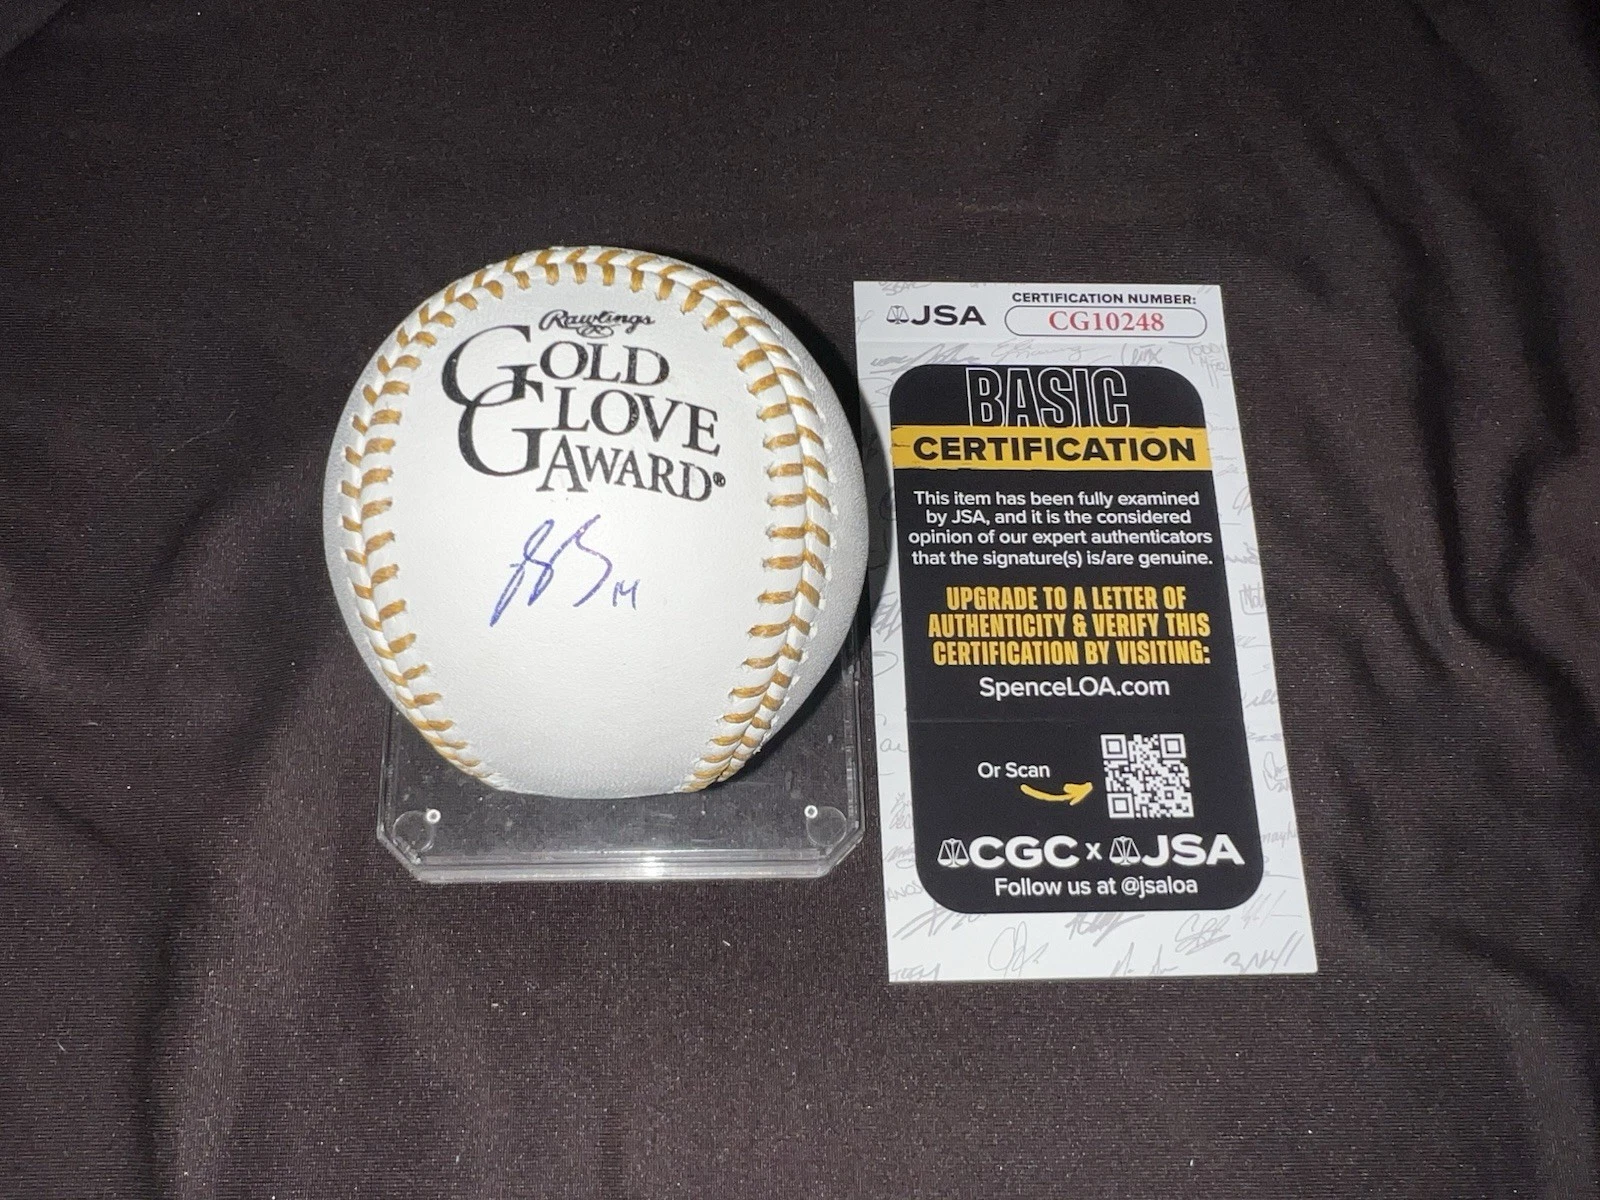 Rawlings
GOLD
GLOVE
AWARD®
14
JSA
CERTIFICATION NUMBER:
CG10248
BASIC
CERTIFICATION
This item has been fully examined
by JSA, and it is the considered
opinion of our expert authenticators
that the signature(s) is/are genuine.
UPGRADE TO A LETTER OF
AUTHENTICITY & VERIFY THIS
CERTIFICATION BY VISITING:
SpenceLOA.com
Or Scan
CGC x JSA
Follow us at @jsaloa